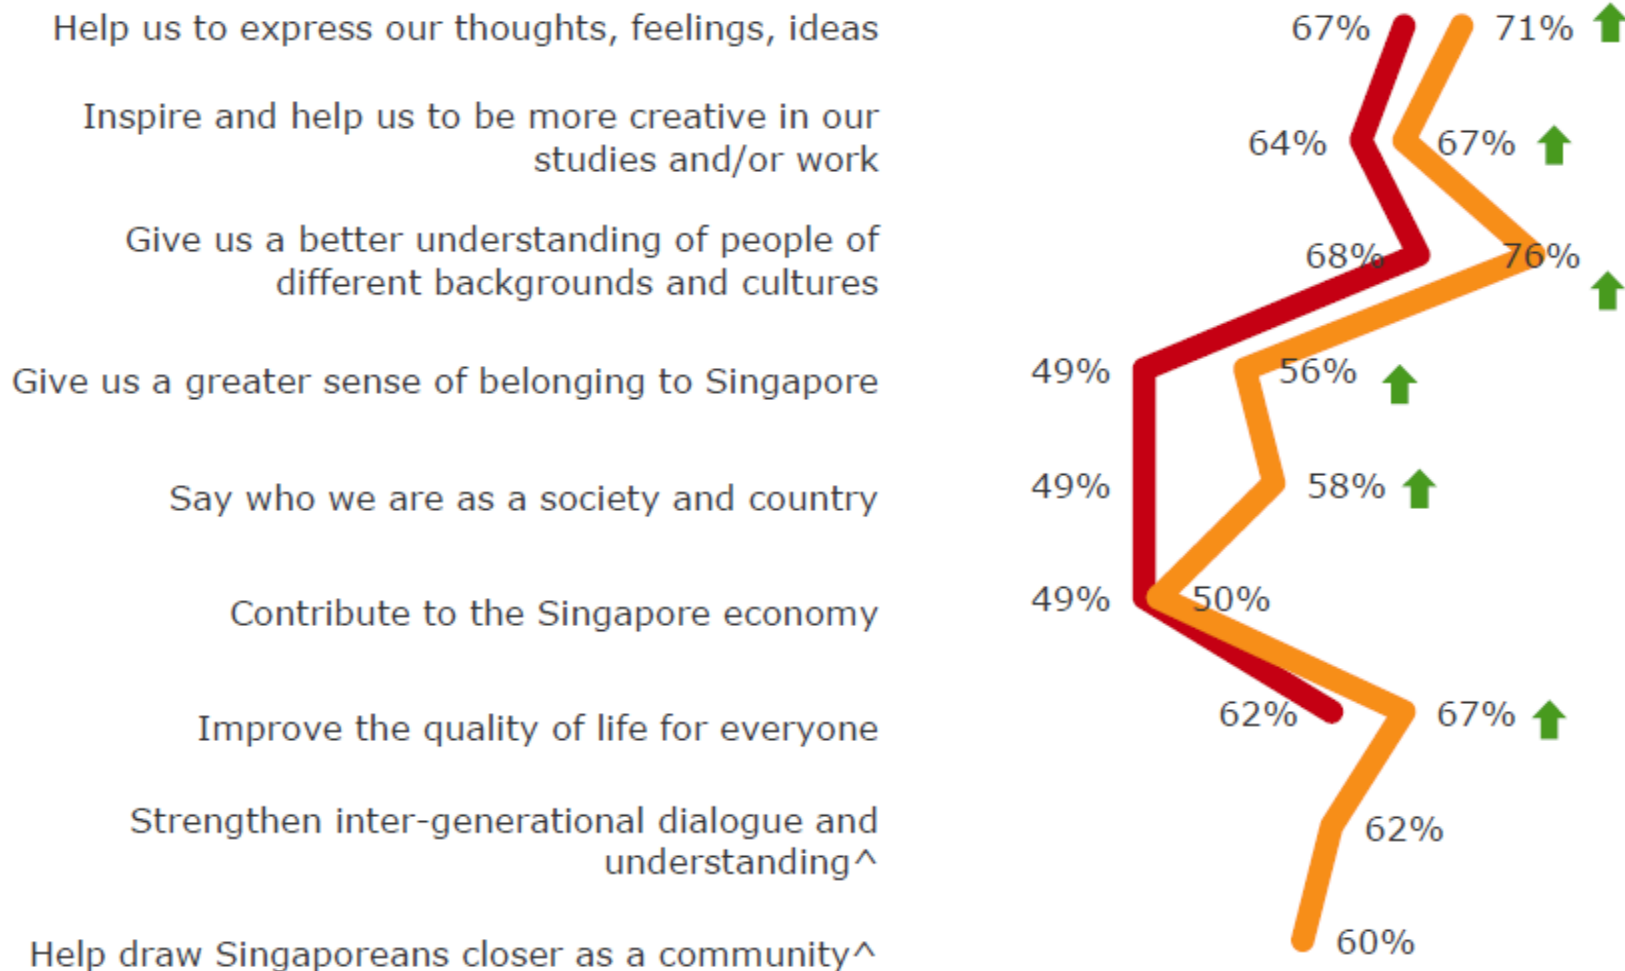 Help us to express our thoughts, feelings, ideas
67%
71%
Inspire and help us to be more creative in our
studies and/or work
64%
67%
Give us a better understanding of people of
different backgrounds and cultures
68%
76%
Give us a greater sense of belonging to Singapore
49%
56%
Say who we are as a society and country
49%
58%
Contribute to the Singapore economy
49%
50%
Improve the quality of life for everyone
62%
67%
Strengthen inter-generational dialogue and
understanding^
62%
Help draw Singaporeans closer as a community^
60%